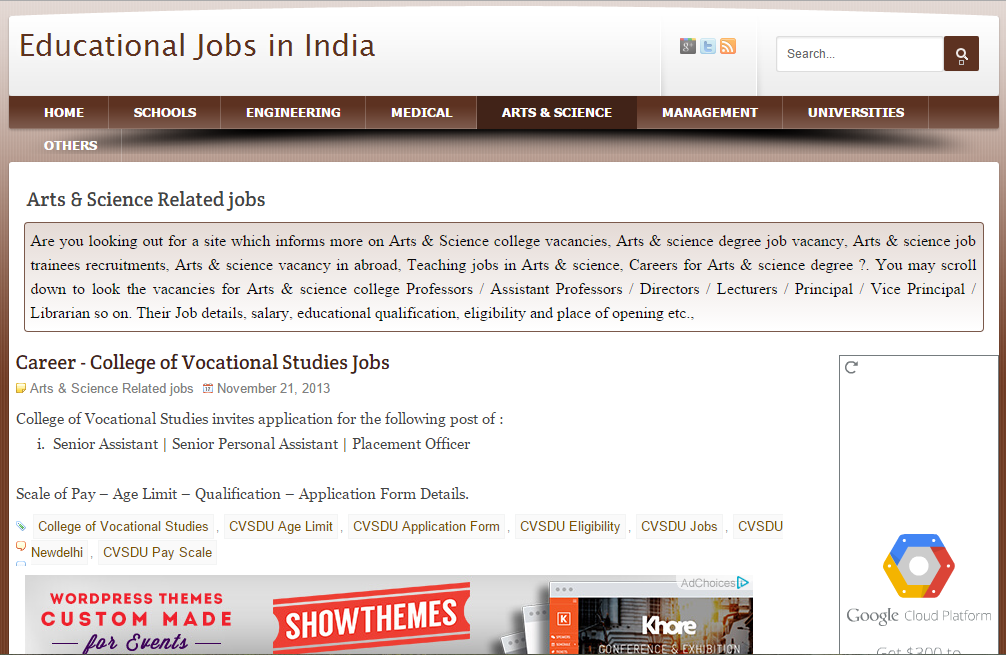 Educational Jobs in India
g+
Search...
HOME SCHOOLS ENGINEERING MEDICAL ARTS & SCIENCE MANAGEMENT UNIVERSITIES
OTHERS
Arts & Science Related jobs
Are you looking out for a site which informs more on Arts & Science college vacancies, Arts & science degree job vacancy, Arts & science job
trainees recruitments, Arts & science vacancy in abroad, Teaching jobs in Arts & science, Careers for Arts & science degree ?. You may scroll
down to look the vacancies for Arts & science college Professors / Assistant Professors / Directors / Lecturers / Principal / Vice Principal /
Librarian so on. Their Job details, salary, educational qualification, eligibility and place of opening etc.,
Career - College of Vocational Studies Jobs
Arts & Science Related jobs November 21, 2013
College of Vocational Studies invites application for the following post of :
i. Senior Assistant | Senior Personal Assistant | Placement Officer
Scale of Pay – Age Limit – Qualification – Application Form Details.
College of Vocational Studies , CVSDU Age Limit , CVSDU Application Form , CVSDU Eligibility , CVSDU Jobs , CVSDU
Newdelhi , CVSDU Pay Scale
AdChoices
WORDPRESS THEMES
CUSTOM MADE
for Events
SHOWTHEMES
K
Khore
CONFERENCE & EXHIBITION
Google Cloud Platform
Get $300 to